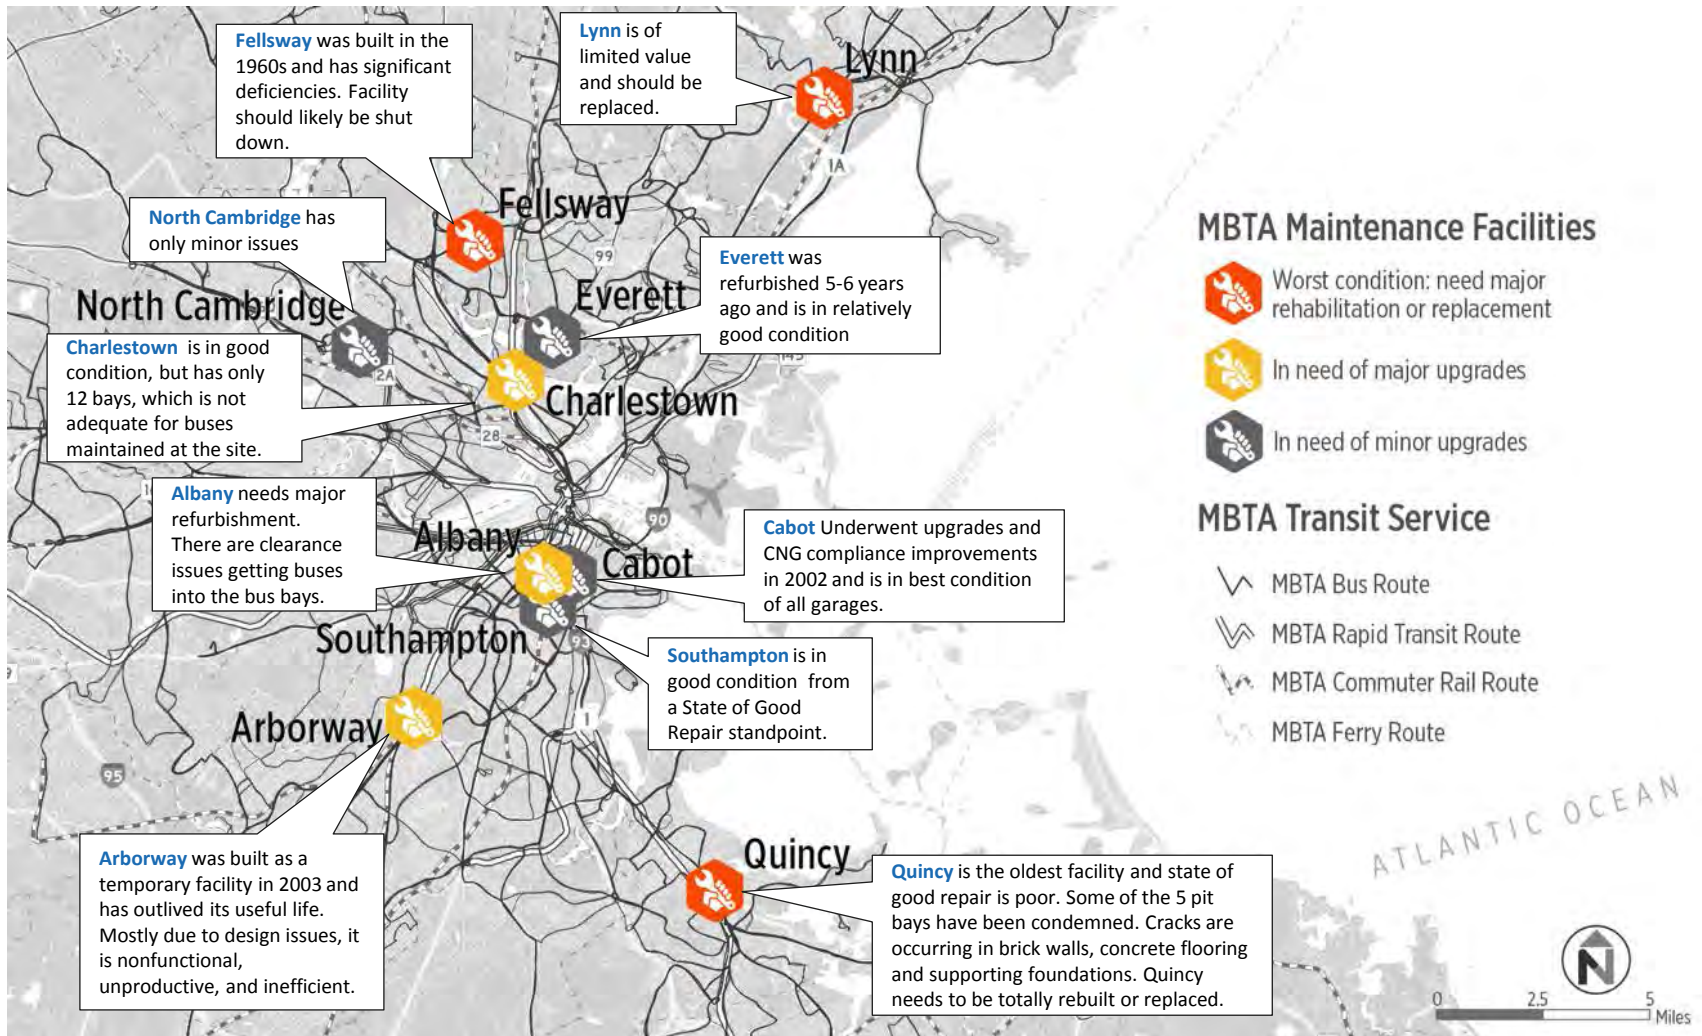 Fellsway was built in the
1960s and has significant
deficiencies. Facility
should likely be shut
down.
Lynn is of
limited value
and should be
replaced.
Lynn
1A
Fellsway
North Cambridge has
only minor issues
99
Everett was
refurbished 5-6 years
ago and is in relatively
good condition
Everett
North Cambridge
Charlestown is in good
condition, but has only
12 bays, which is not
adequate for buses
maintained at the site.
2A
145
Charlestown
28
Albany needs major
refurbishment.
There are clearance
issues getting buses
into the bus bays.
90
Albany
Cabot
Cabot Underwent upgrades and
CNG compliance improvements
in 2002 and is in best condition
of all garages.
Southampton
93
Southampton is in
good condition from
a State of Good
Repair standpoint.
9
1
Arborway
95
Arborway was built as a
temporary facility in 2003 and
has outlived its useful life.
Mostly due to design issues, it
is nonfunctional,
unproductive, and inefficient.
Quincy
Quincy is the oldest facility and state of
good repair is poor. Some of the 5 pit
bays have been condemned. Cracks are
occurring in brick walls, concrete flooring
and supporting foundations. Quincy
needs to be totally rebuilt or replaced.
MBTA Maintenance Facilities
Worst condition: need major
rehabilitation or replacement
In need of major upgrades
In need of minor upgrades
MBTA Transit Service
MBTA Bus Route
MBTA Rapid Transit Route
MBTA Commuter Rail Route
MBTA Ferry Route
ATLANTIC OCEAN
N
0 2.5 5
Miles